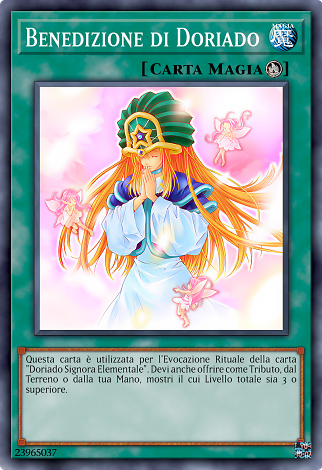 Benedizione di Doriado
MAGIA
[Carta Magia]
Questa carta è utilizzata per l'Evocazione Rituale della carta
"Doriado Signora Elementale". Devi anche offrire come Tributo, dal
Terreno o dalla tua Mano, mostri il cui Livello totale sia 3 o
superiore.
23965037